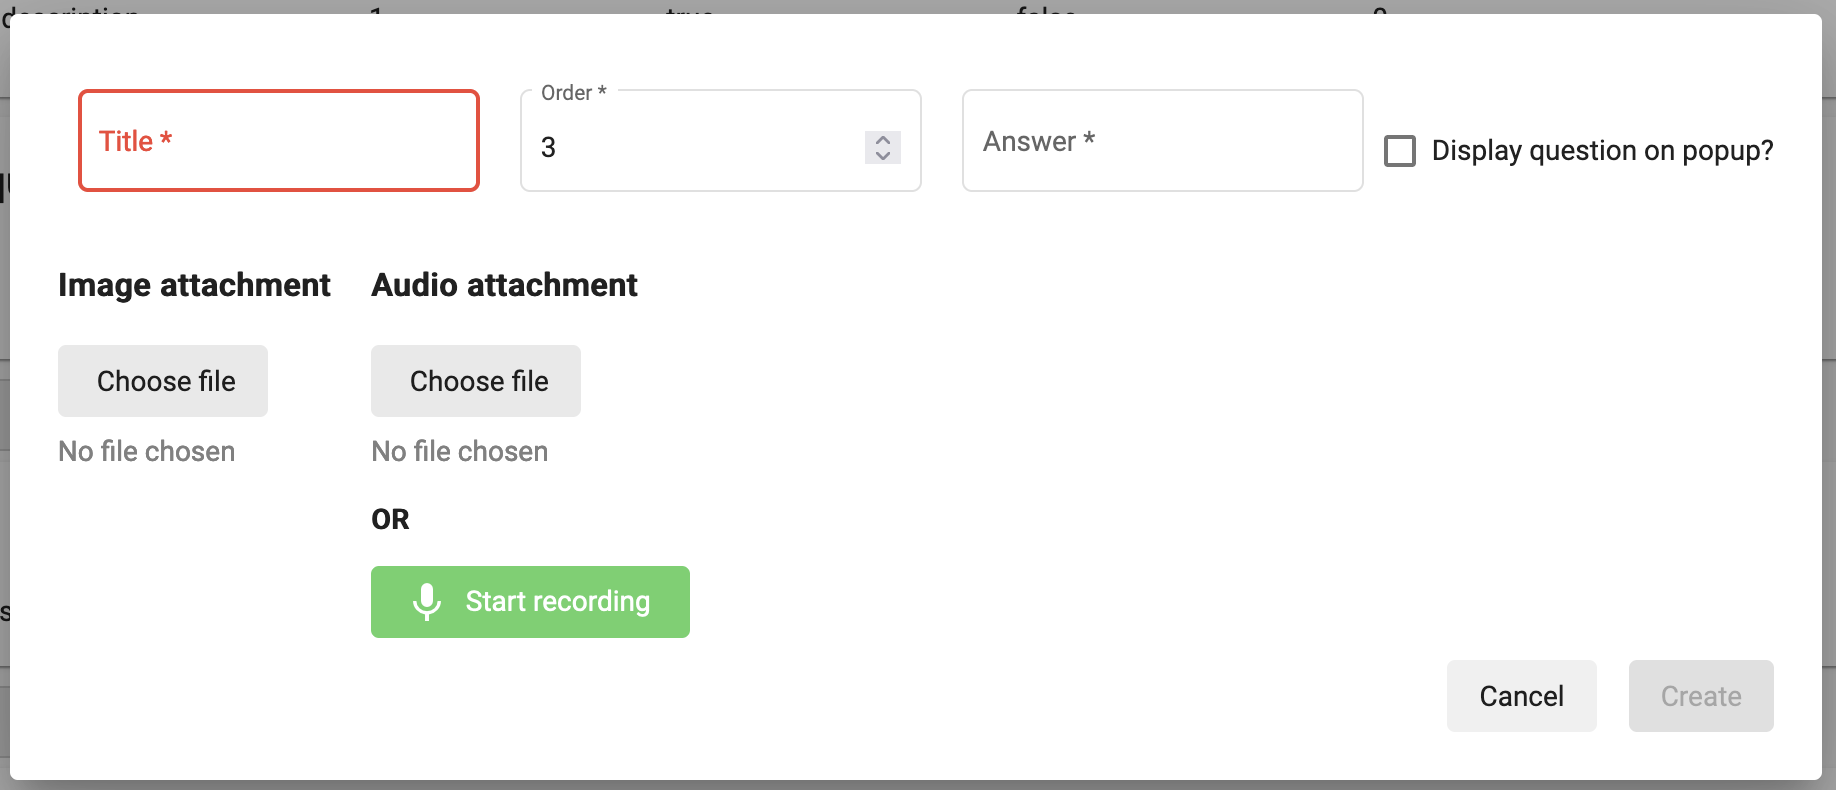 Order *
Title *
3
Answer *
Display question on popup?
Image attachment
Audio attachment
Choose file
Choose file
No file chosen
No file chosen
OR
Start recording
Cancel
Create